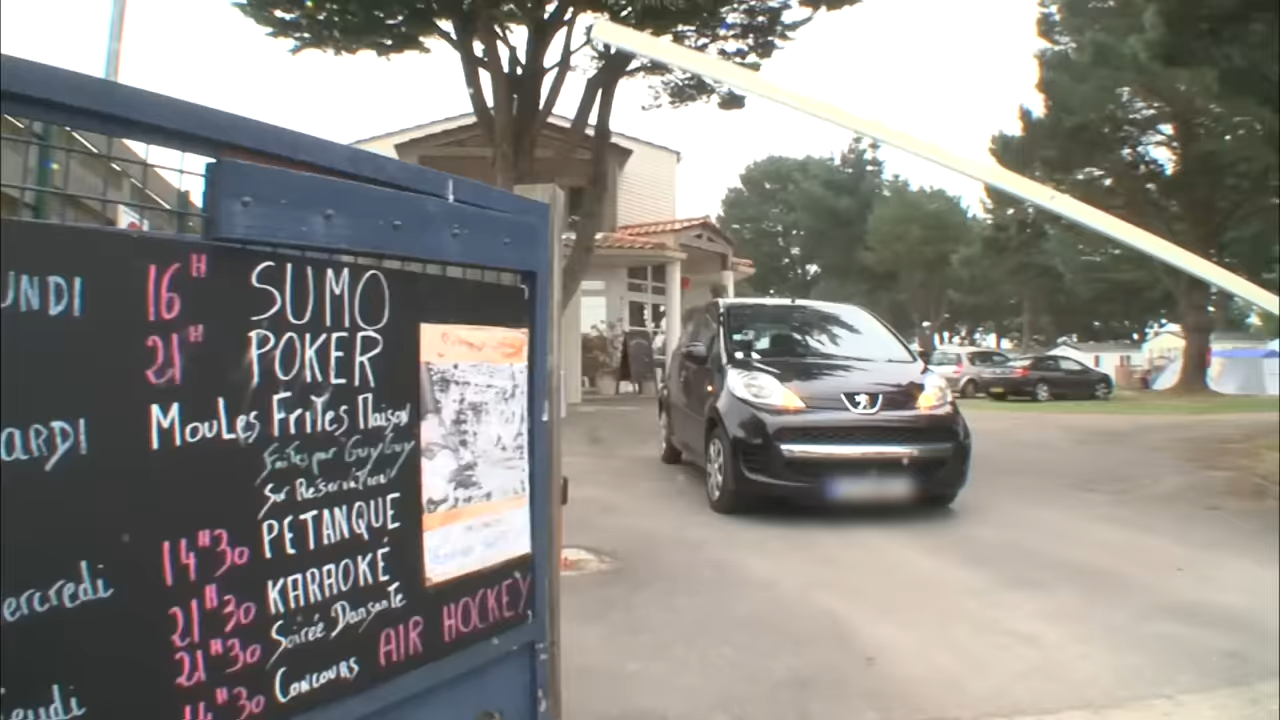 UNDI 16H SUMO
21H POKER
ARDI MouLes FriTes Maison
Faites par Guy Guy
Sur Réservation
14H30 PETANQUE
ercredi 21H30 KARAOKÉ
21H30 Soirée DansanTe
jeudi 14H30 Concours AIR HOCKEY